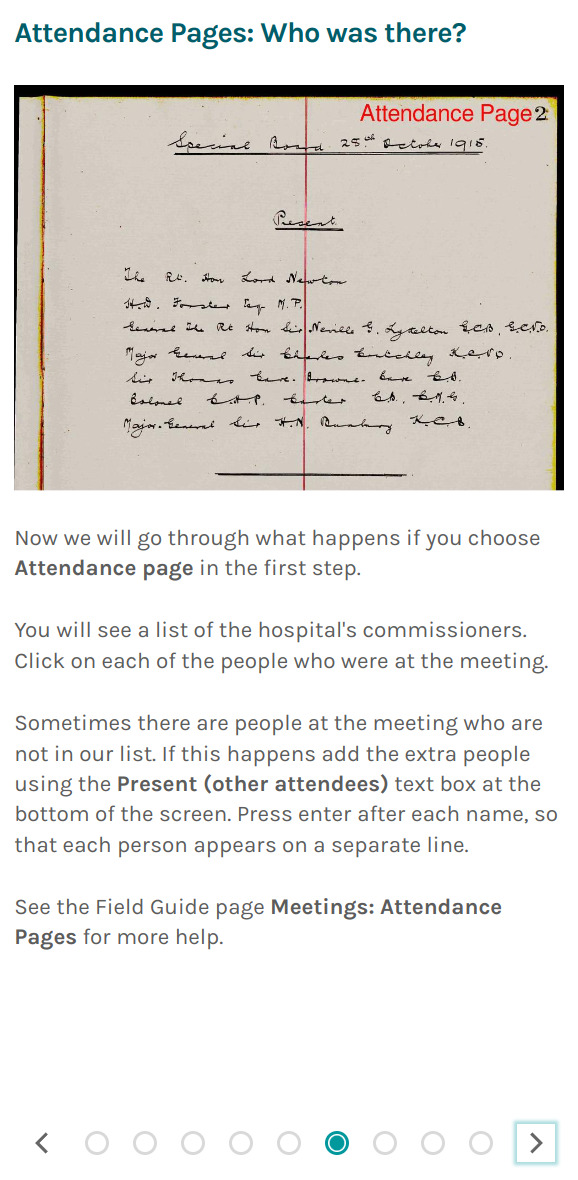 Attendance Pages: Who was there?
Attendance Page 2
Special Board 25th October 1918.
Present
The Rt. Hon Lord Newton
H.W. Forster Esq. M.P.
General The Rt Hon Sir Neville G. Lyttelton G.C.B, G.C.V.O.
Major General Sir Charles Critchley K.C.V.O.
Sir Thomas Browne. C.B.
Colonel C.B. C.M.G.
Major-General Sir H.N. Bunbury K.C.B.
Now we will go through what happens if you choose
Attendance page in the first step.
You will see a list of the hospital's commissioners.
Click on each of the people who were at the meeting.
Sometimes there are people at the meeting who are
not in our list. If this happens add the extra people
using the Present (other attendees) text box at the
bottom of the screen. Press enter after each name, so
that each person appears on a separate line.
See the Field Guide page Meetings: Attendance
Pages for more help.